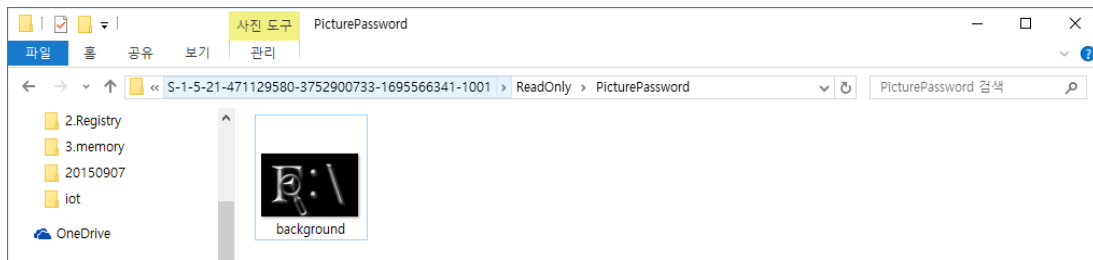 사진 도구 PicturePassword
파일 홈 공유 보기 관리
« S-1-5-21-471129580-3752900733-1695566341-1001 › ReadOnly › PicturePassword PicturePassword 검색
2.Registry
3.memory
20150907
iot
OneDrive
F:\
background